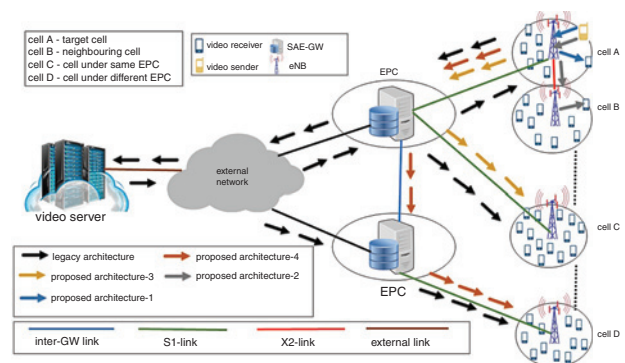 cell A - target cell
cell B - neighbouring cell
cell C - cell under same EPC
cell D - cell under different EPC
video receiver
SAE-GW
video sender
eNB
cell A
EPC
cell B
external
network
video server
cell C
legacy architecture
proposed architecture-4
proposed architecture-3
proposed architecture-2
proposed architecture-1
EPC
inter-GW link
S1-link
X2-link
external link
cell D